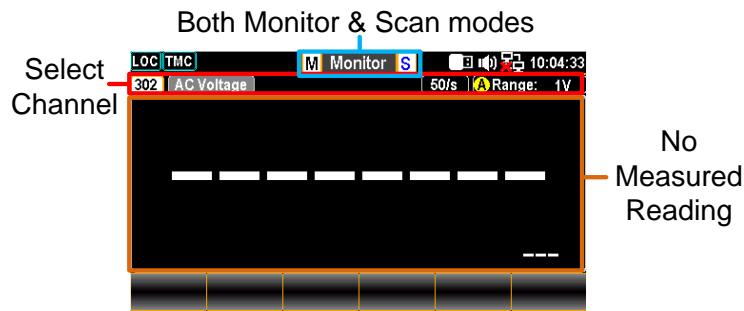 Both Monitor & Scan modes
LOC TMC M Monitor S 10:04:33
Select
Channel
302 AC Voltage 50/s A Range: 1V
No
Measured
Reading